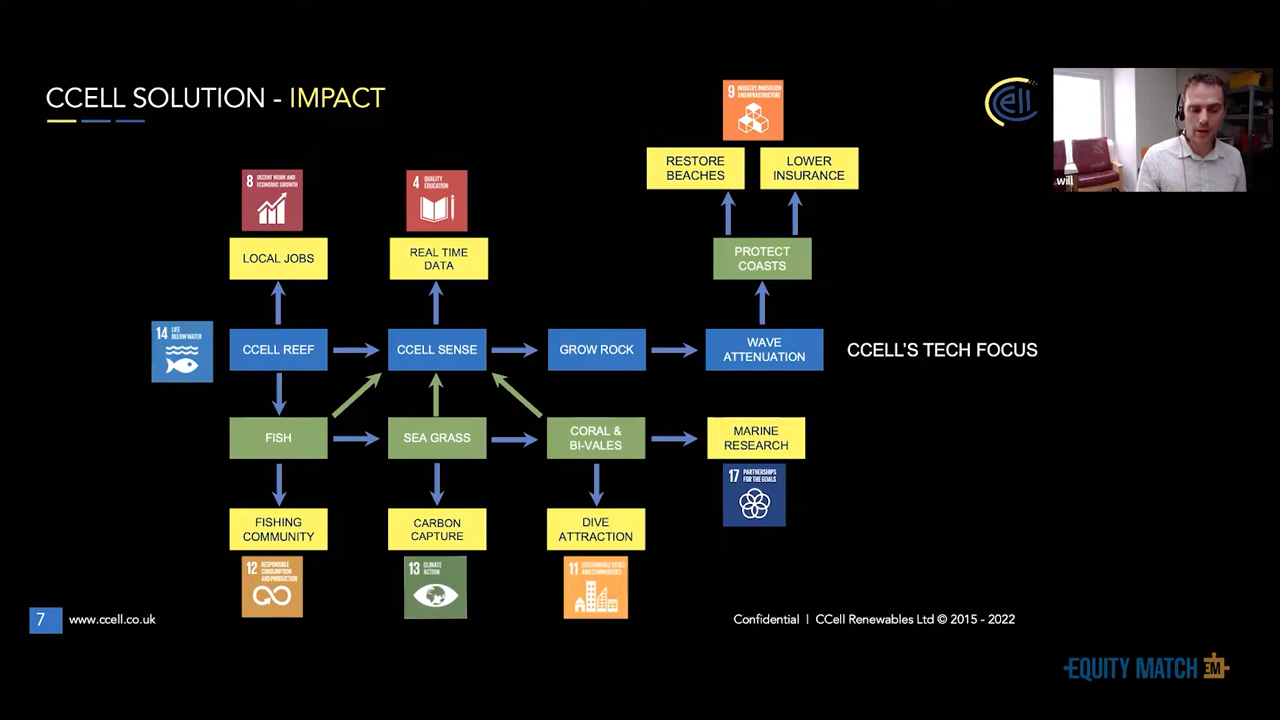 CCELL SOLUTION - IMPACT
cell
will
9 INDUSTRY, INNOVATION
AND INFRASTRUCTURE
RESTORE
BEACHES
LOWER
INSURANCE
8 DECENT WORK AND
ECONOMIC GROWTH
4 QUALITY
EDUCATION
LOCAL JOBS
REAL TIME
DATA
PROTECT
COASTS
14 LIFE
BELOW WATER
CCELL REEF
CCELL SENSE
GROW ROCK
WAVE
ATTENUATION
CCELL'S TECH FOCUS
FISH
SEA GRASS
CORAL &
BI-VALES
MARINE
RESEARCH
17 PARTNERSHIPS
FOR THE GOALS
FISHING
COMMUNITY
CARBON
CAPTURE
DIVE
ATTRACTION
12 RESPONSIBLE
CONSUMPTION
AND PRODUCTION
13 CLIMATE
ACTION
11 SUSTAINABLE CITIES
AND COMMUNITIES
7 www.ccell.co.uk
Confidential | CCell Renewables Ltd © 2015 - 2022
EQUITY MATCH EM